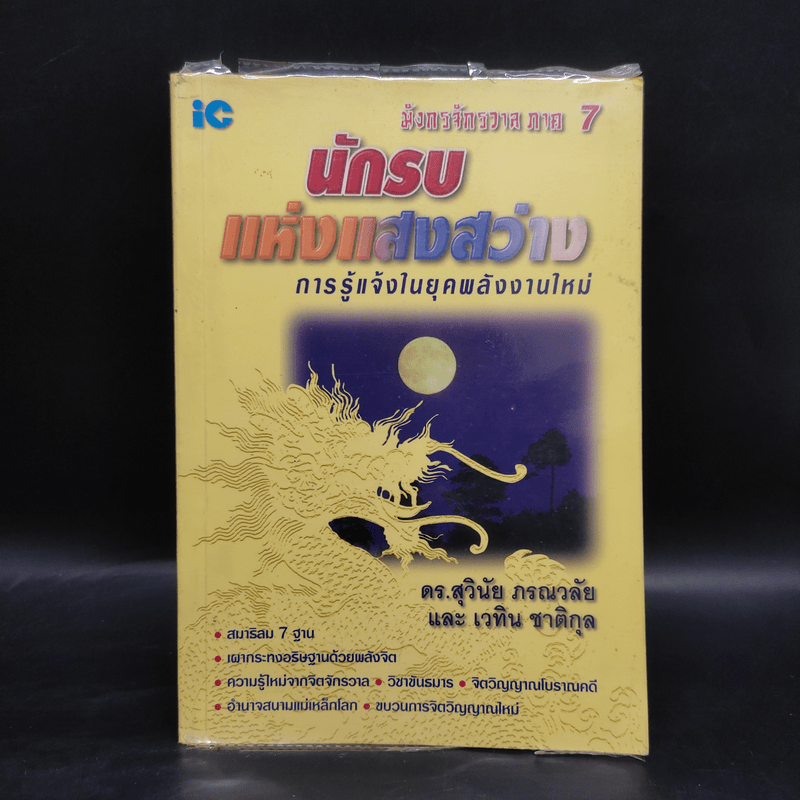 iC
มังกรจักรวาล ภาค 7
นักรบ
แห่งแสงสว่าง
การรู้แจ้งในยุคพลังงานใหม่
ดร.สุวินัย ภรณวลัย
และ เวทิน ชาติกุล
• สมาธิลม 7 ฐาน
• เผากระทงอธิษฐานด้วยพลังจิต
• ความรู้ใหม่จากจิตจักรวาล • วิชาขันธมาร • จิตวิญญาณโบราณคดี
• อำนาจสนามแม่เหล็กโลก • ขบวนการจิตวิญญาณใหม่